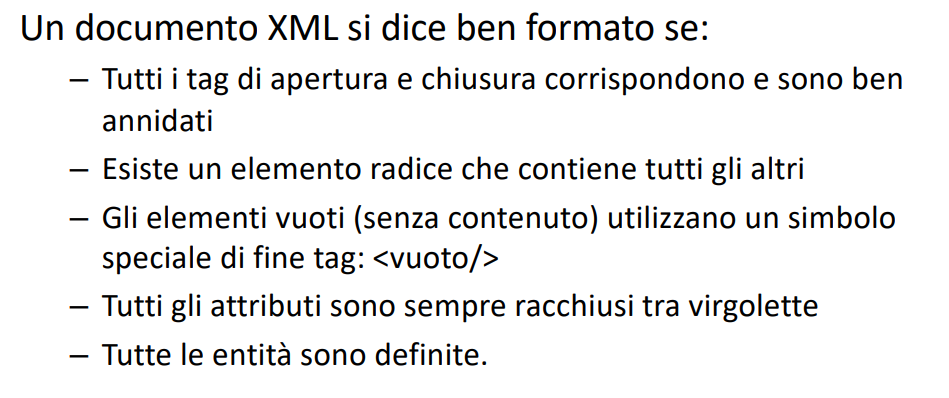 Un documento XML si dice ben formato se:
– Tutti i tag di apertura e chiusura corrispondono e sono ben
annidati
– Esiste un elemento radice che contiene tutti gli altri
– Gli elementi vuoti (senza contenuto) utilizzano un simbolo
speciale di fine tag: <vuoto/>
– Tutti gli attributi sono sempre racchiusi tra virgolette
– Tutte le entità sono definite.